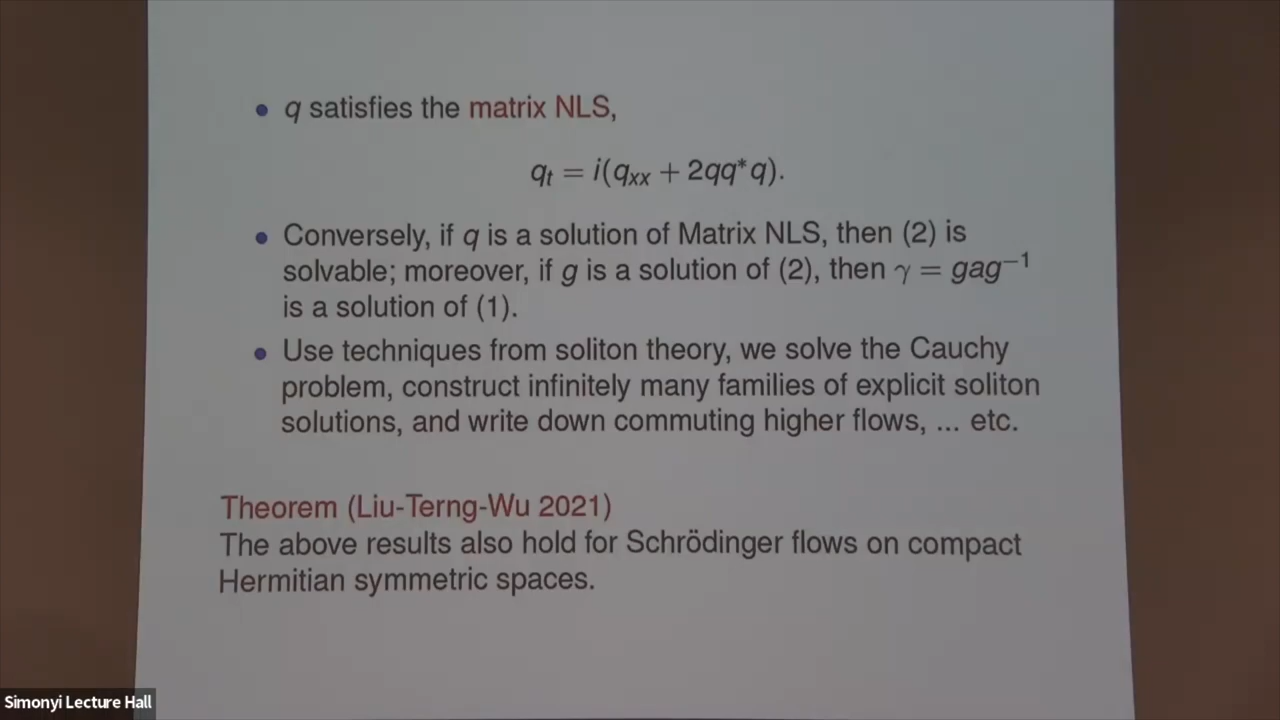 • q satisfies the matrix NLS,
qt = i(qxx + 2qq*q).
• Conversely, if q is a solution of Matrix NLS, then (2) is
solvable; moreover, if g is a solution of (2), then γ = gag⁻¹
is a solution of (1).
• Use techniques from soliton theory, we solve the Cauchy
problem, construct infinitely many families of explicit soliton
solutions, and write down commuting higher flows, ... etc.
Theorem (Liu-Terng-Wu 2021)
The above results also hold for Schrödinger flows on compact
Hermitian symmetric spaces.
Simonyi Lecture Hall